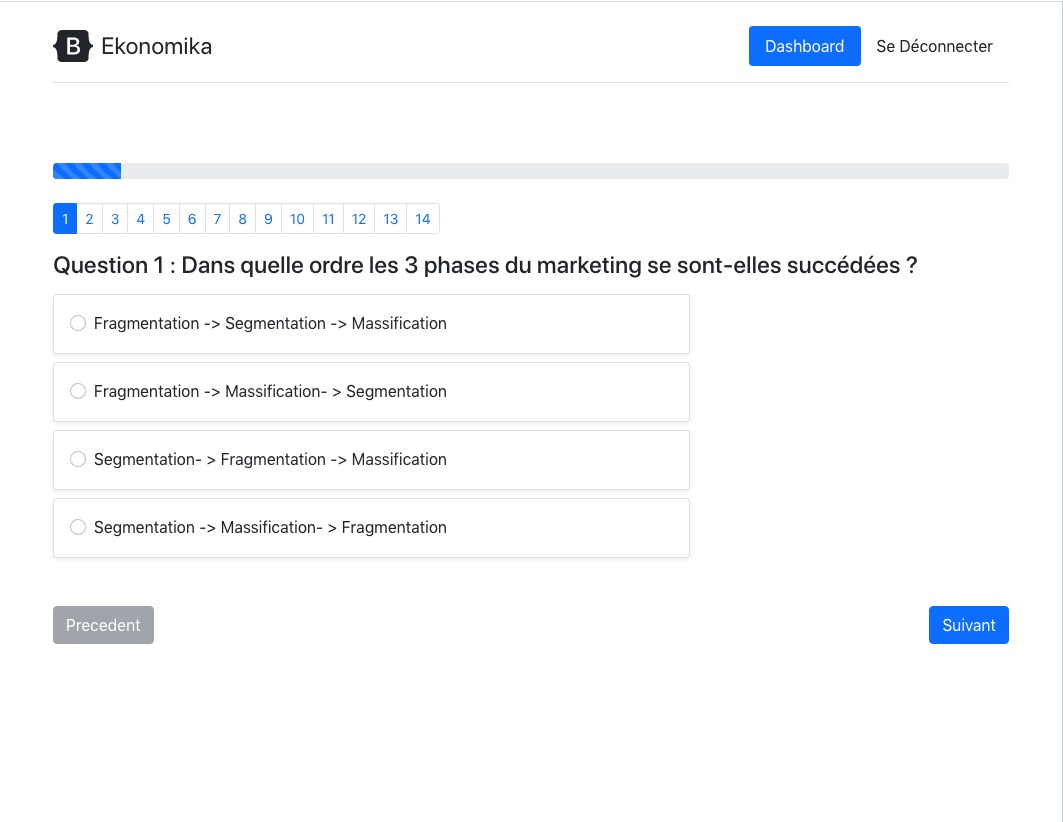 B Ekonomika
Dashboard Se Déconnecter
1 2 3 4 5 6 7 8 9 10 11 12 13 14
Question 1 : Dans quelle ordre les 3 phases du marketing se sont-elles succédées ?
Fragmentation -> Segmentation -> Massification
Fragmentation -> Massification- > Segmentation
Segmentation- > Fragmentation -> Massification
Segmentation -> Massification- > Fragmentation
Precedent Suivant